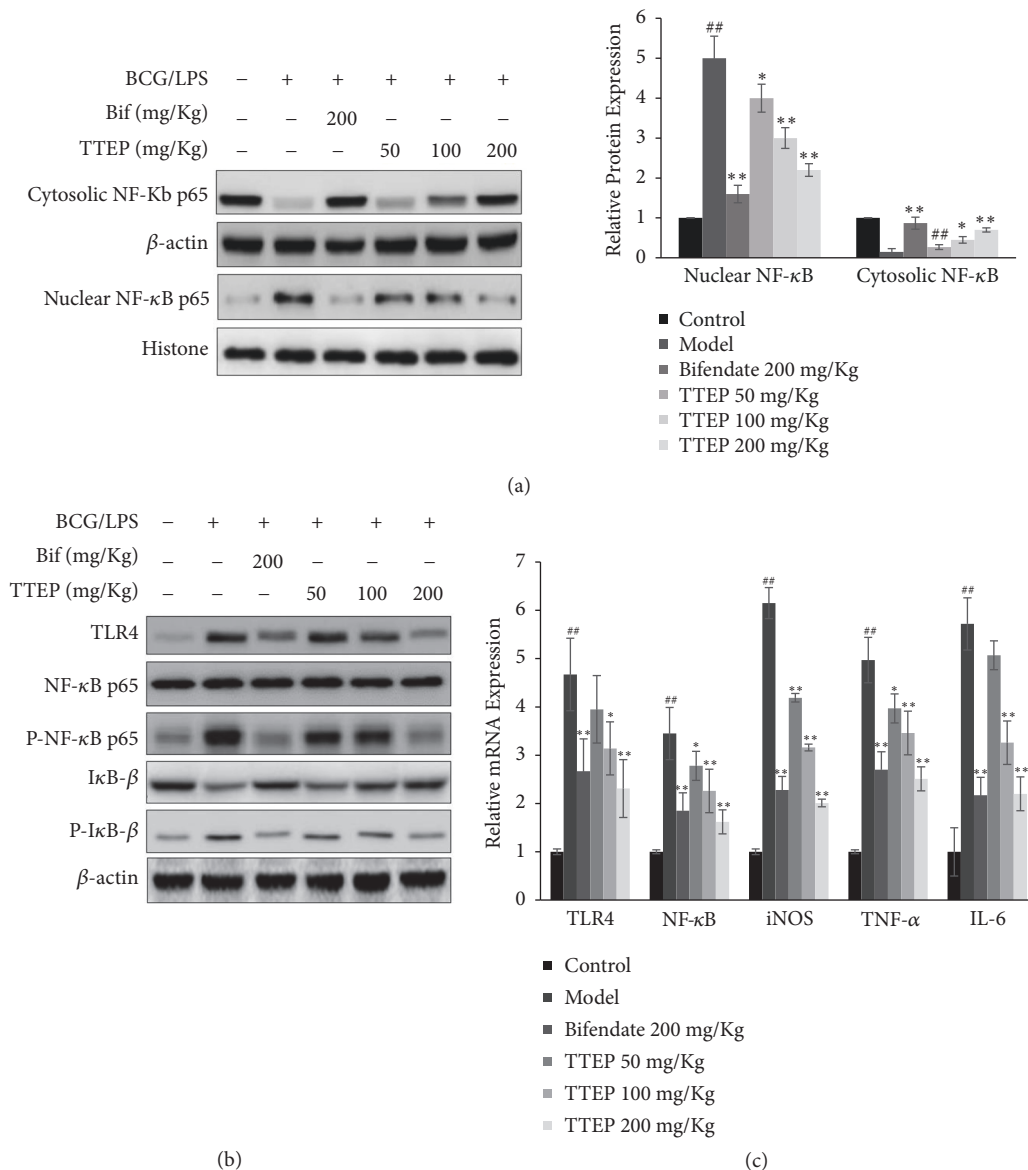 BCG/LPS – + + + + +
Bif (mg/Kg) – – 200 – – –
TTEP (mg/Kg) – – – 50 100 200
Cytosolic NF-Kb p65
β-actin
Nuclear NF-κB p65
Histone
Relative Protein Expression
6
5
4
3
2
1
0
##
**
*
**
**
**
##
*
**
Nuclear NF-κB Cytosolic NF-κB
Control
Model
Bifendate 200 mg/Kg
TTEP 50 mg/Kg
TTEP 100 mg/Kg
TTEP 200 mg/Kg
(a)
BCG/LPS – + + + + +
Bif (mg/Kg) – – 200 – – –
TTEP (mg/Kg) – – – 50 100 200
TLR4
NF-κB p65
P-NF-κB p65
IκB-β
P-IκB-β
β-actin
(b)
Relative mRNA Expression
7
6
5
4
3
2
1
0
##
**
*
**
##
**
*
**
**
##
**
**
**
**
##
**
*
**
**
##
**
**
**
TLR4 NF-κB iNOS TNF-α IL-6
Control
Model
Bifendate 200 mg/Kg
TTEP 50 mg/Kg
TTEP 100 mg/Kg
TTEP 200 mg/Kg
(c)